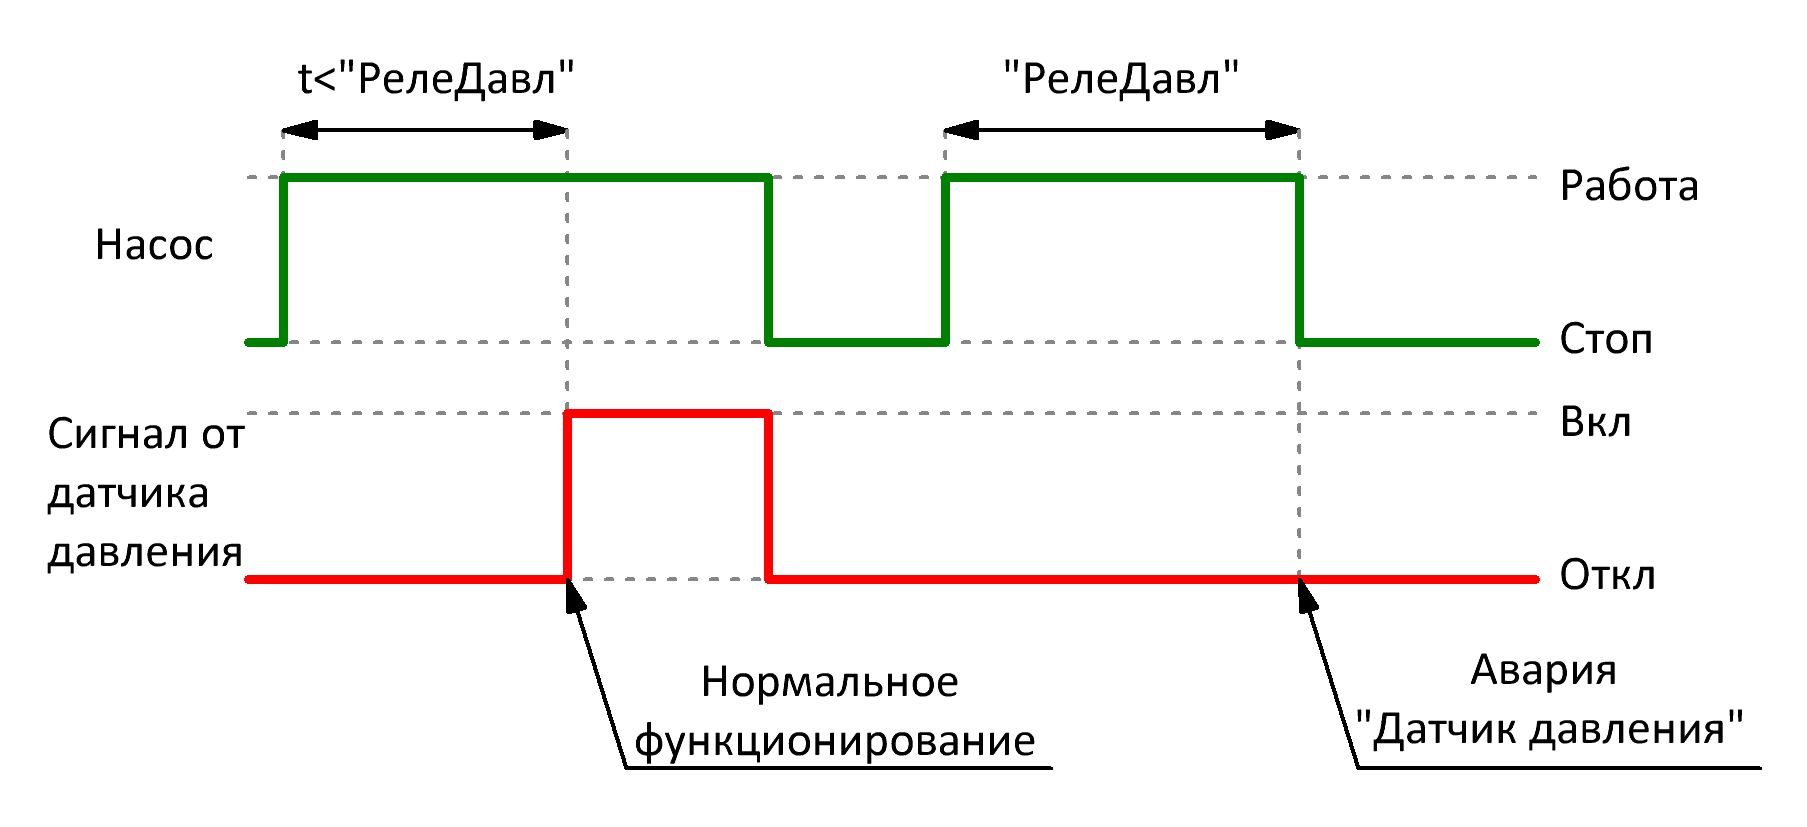 t<"РелеДавл"
"РелеДавл"
Работа
Насос
Стоп
Вкл
Сигнал от
датчика
давления
Откл
Нормальное
функционирование
Авария
"Датчик давления"